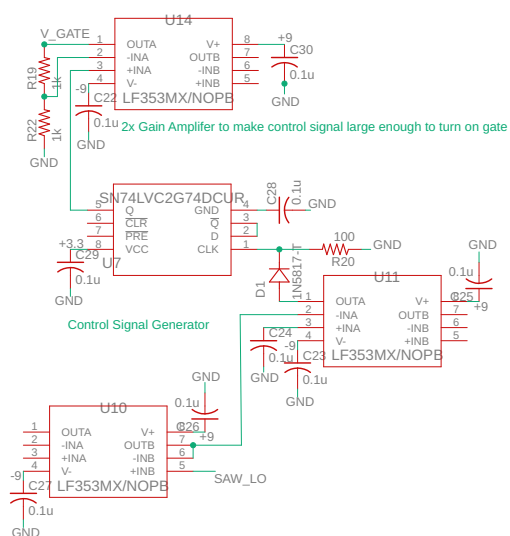 U14
V_GATE
1 OUTA V+ 8 +9
2 -INA OUTB 7 C30
3 +INA -INB 6
4 V- +INB 5 0.1u
R19
1k
-9
C22
LF353MX/NOPB
GND
0.1u
R22
1k
2x Gain Amplifer to make control signal large enough to turn on gate
GND
GND
SN74LVC2G74DCUR
C28
0.1u
GND
5 Q GND 4
6 CLR Q 3
7 PRE D 2
8 VCC CLK 1
+3.3
C29
U7
0.1u
GND
100
GND
R20
D1
1N5817-T
U11
GND
0.1u
1 OUTA V+ 8 C25
2 -INA OUTB 7 +9
3 +INA -INB 6
4 V- +INB 5
C24
0.1u
-9
C23
LF353MX/NOPB
GND
0.1u
GND
Control Signal Generator
GND
0.1u
U10
1 OUTA V+ 8 C26
2 -INA OUTB 7 +9
3 +INA -INB 6
4 V- +INB 5
-9
C27
LF353MX/NOPB
SAW_LO
0.1u
GND